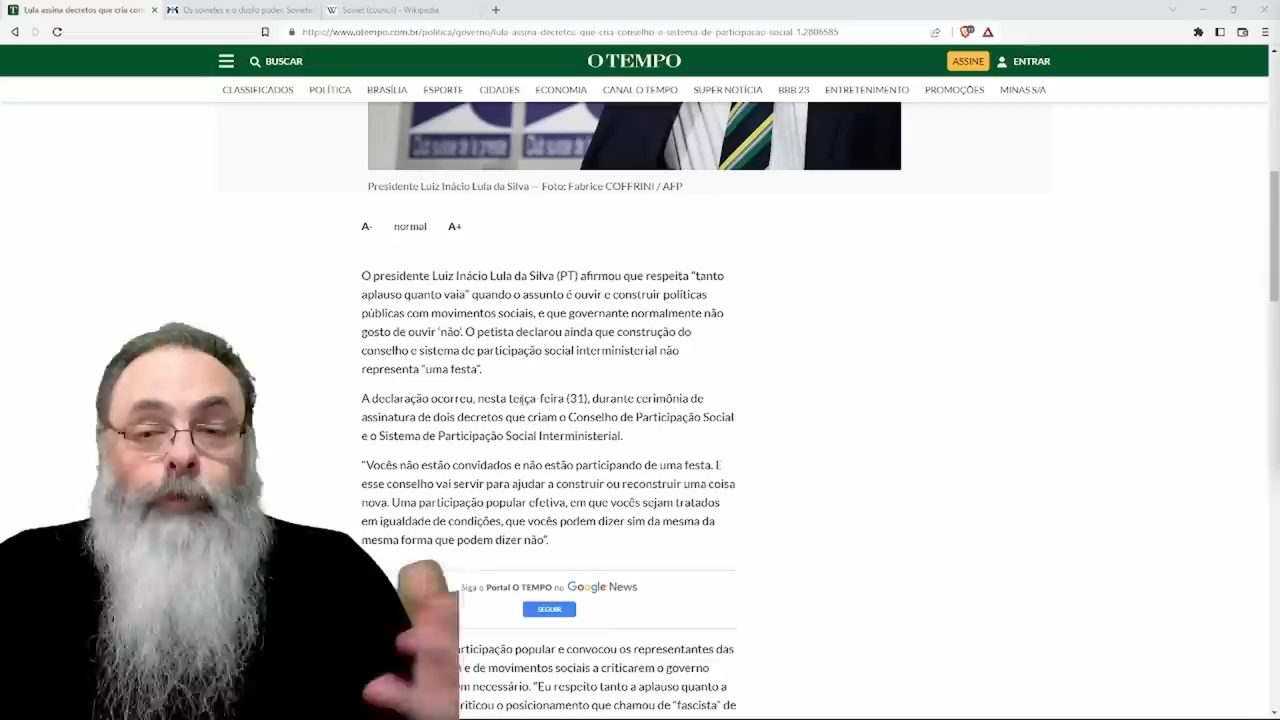 Lula assina decretos que cria con
Os sovietes e o duplo poder: Soviete
Soviet (council) - Wikipedia
https://www.otempo.com.br/politica/governo/lula-assina-decretos-que-cria-conselho-e-sistema-de-participacao-social-1.2806585
BUSCAR
O TEMPO
ASSINE
ENTRAR
CLASSIFICADOS POLÍTICA BRASÍLIA ESPORTE CIDADES ECONOMIA CANAL O TEMPO SUPER NOTÍCIA BBB 23 ENTRETENIMENTO PROMOÇÕES MINAS S/A
Presidente Luiz Inácio Lula da Silva — Foto: Fabrice COFFRINI / AFP
A- normal A+
O presidente Luiz Inácio Lula da Silva (PT) afirmou que respeita "tanto
aplauso quanto vaia" quando o assunto é ouvir e construir políticas
públicas com movimentos sociais, e que governante normalmente não
gosto de ouvir 'não'. O petista declarou ainda que construção do
conselho e sistema de participação social interministerial não
representa "uma festa".
A declaração ocorreu, nesta terça-feira (31), durante cerimônia de
assinatura de dois decretos que criam o Conselho de Participação Social
e o Sistema de Participação Social Interministerial.
"Vocês não estão convidados e não estão participando de uma festa. E
esse conselho vai servir para ajudar a construir ou reconstruir uma coisa
nova. Uma participação popular efetiva, em que vocês sejam tratados
em igualdade de condições, que vocês podem dizer sim da mesma da
mesma forma que podem dizer não".
Siga o Portal O TEMPO no Google News
SEGUIR
articipação popular e convocou os representantes das
e de movimentos sociais a criticarem o governo
m necessário. "Eu respeito tanto a aplauso quanto a
riticou o posicionamento que chamou de "fascista" de